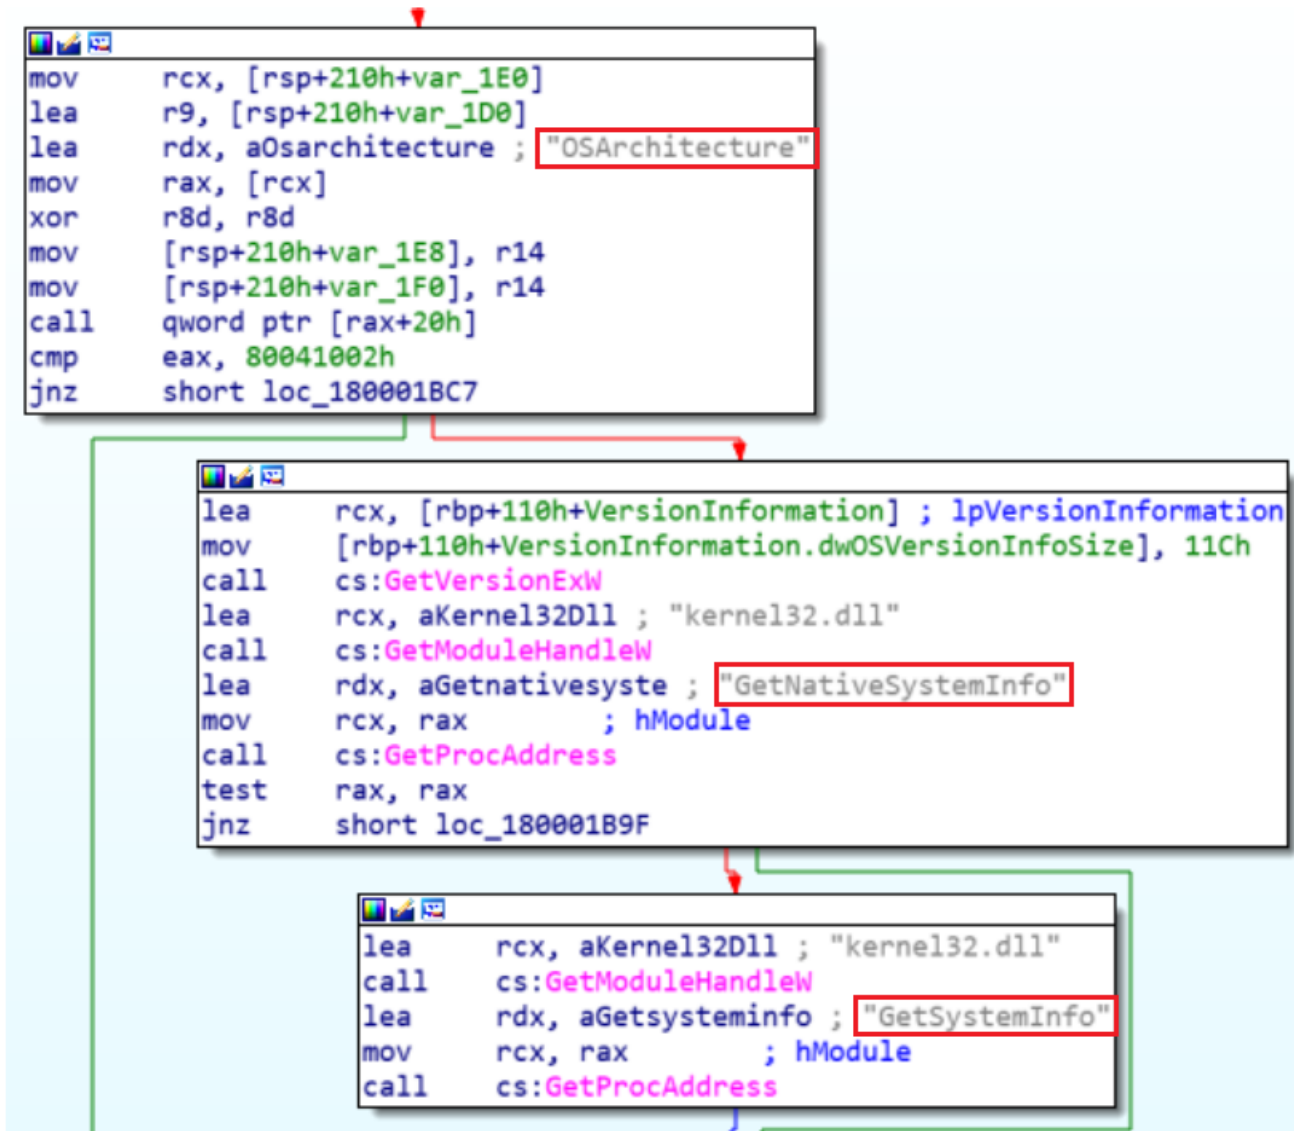 mov rcx, [rsp+210h+var_1E0]
lea r9, [rsp+210h+var_1D0]
lea rdx, aOsarchitecture ; "OSArchitecture"
mov rax, [rcx]
xor r8d, r8d
mov [rsp+210h+var_1E8], r14
mov [rsp+210h+var_1F0], r14
call qword ptr [rax+20h]
cmp eax, 80041002h
jnz short loc_180001BC7
lea rcx, [rbp+110h+VersionInformation] ; lpVersionInformation
mov [rbp+110h+VersionInformation.dwOSVersionInfoSize], 11Ch
call cs:GetVersionExW
lea rcx, aKernel32Dll ; "kernel32.dll"
call cs:GetModuleHandleW
lea rdx, aGetnativesyste ; "GetNativeSystemInfo"
mov rcx, rax ; hModule
call cs:GetProcAddress
test rax, rax
jnz short loc_180001B9F
lea rcx, aKernel32Dll ; "kernel32.dll"
call cs:GetModuleHandleW
lea rdx, aGetsysteminfo ; "GetSystemInfo"
mov rcx, rax ; hModule
call cs:GetProcAddress